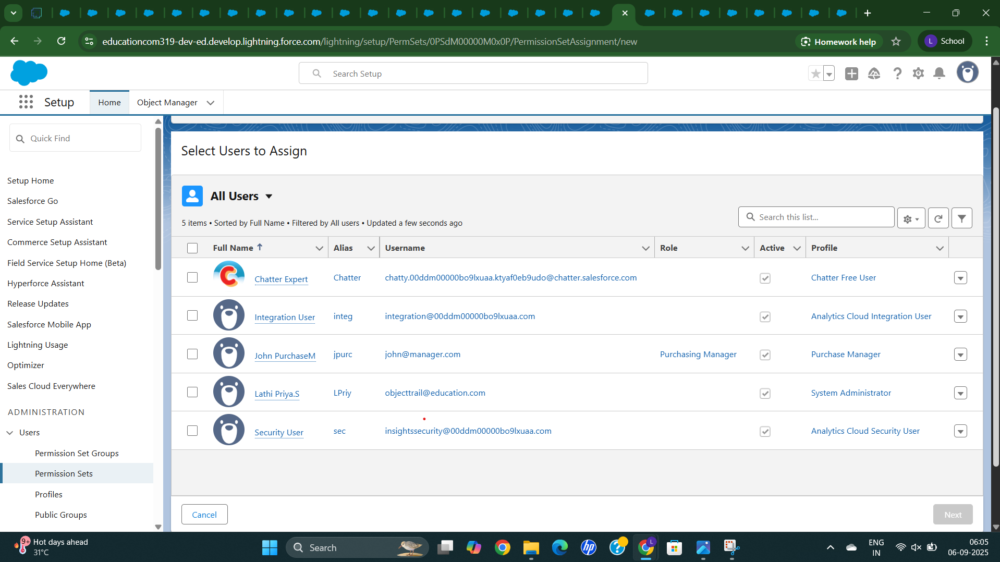 educationcom319-dev-ed.develop.lightning.force.com/lightning/setup/PermSets/0PSdM00000M0x0P/PermissionSetAssignment/new
Homework help
L School
Search Setup
Setup
Home
Object Manager
Quick Find
Setup Home
Salesforce Go
Service Setup Assistant
Commerce Setup Assistant
Field Service Setup Home (Beta)
Hyperforce Assistant
Release Updates
Salesforce Mobile App
Lightning Usage
Optimizer
Sales Cloud Everywhere
ADMINISTRATION
Users
Permission Set Groups
Permission Sets
Profiles
Public Groups
Select Users to Assign
All Users
5 items • Sorted by Full Name • Filtered by All users • Updated a few seconds ago
Search this list...
Full Name Alias Username Role Active Profile
Chatter Expert Chatter chatty.00ddm00000bo9lxuaa.ktyaf0eb9udo@chatter.salesforce.com Chatter Free User
Integration User integ integration@00ddm00000bo9lxuaa.com Analytics Cloud Integration User
John PurchaseM jpurc john@manager.com Purchasing Manager Purchase Manager
Lathi Priya.S LPriy objecttrail@education.com System Administrator
Security User sec insightssecurity@00ddm00000bo9lxuaa.com Analytics Cloud Security User
Cancel
Next
9+
Hot days ahead
31°C
Search
hp
L
ENG
IN
06:05
06-09-2025